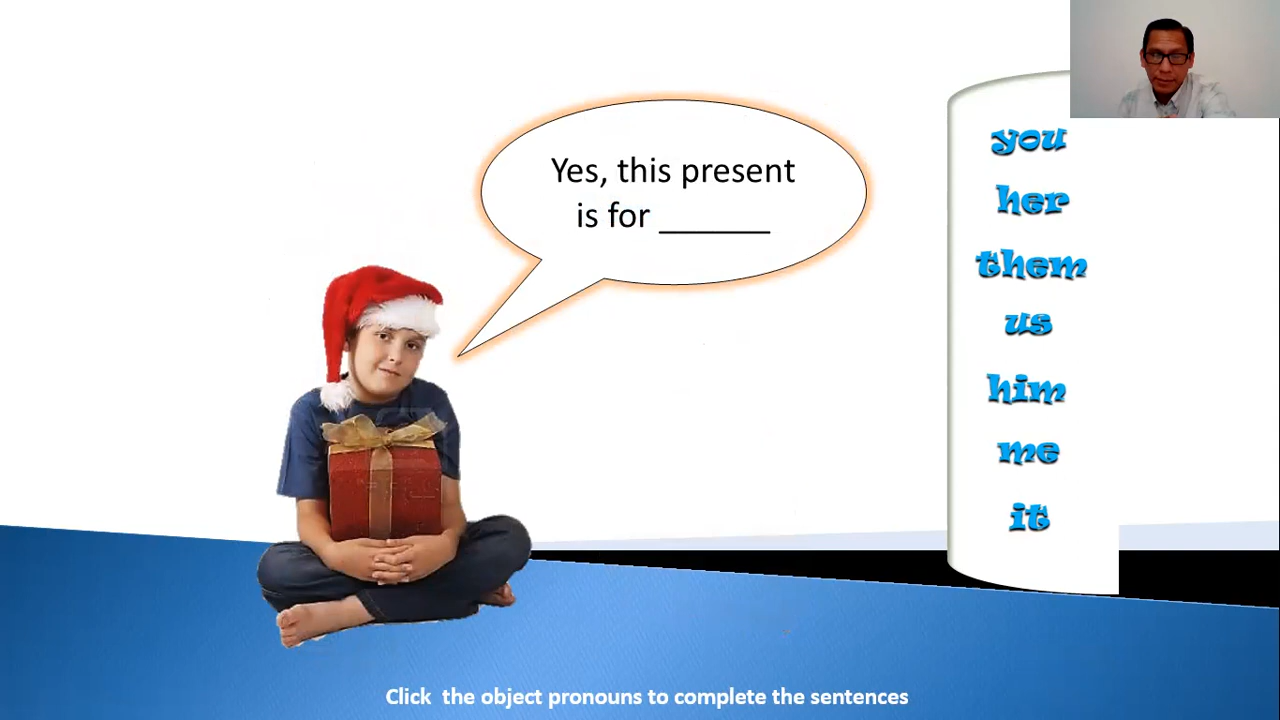 Yes, this present
is for ______
you
her
them
us
him
me
it
Click the object pronouns to complete the sentences